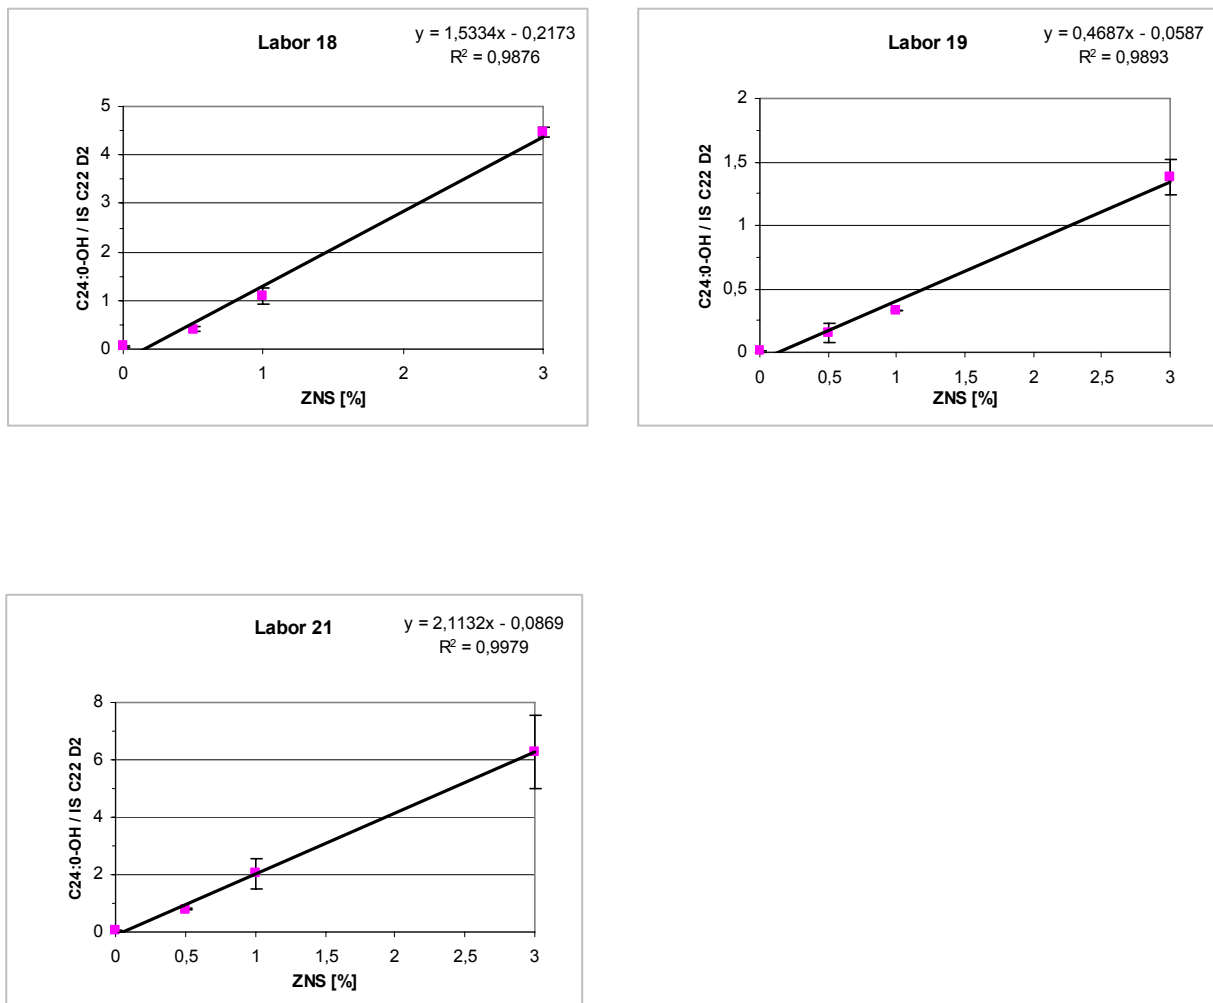 Labor 18
y = 1,5334x - 0,2173
R² = 0,9876
C24:0-OH / IS C22 D2
5
4
3
2
1
0
0 1 2 3
ZNS [%]
Labor 19
y = 0,4687x - 0,0587
R² = 0,9893
C24:0-OH / IS C22 D2
2
1,5
1
0,5
0
0 0,5 1 1,5 2 2,5 3
ZNS [%]
Labor 21
y = 2,1132x - 0,0869
R² = 0,9979
C24:0-OH / IS C22 D2
8
6
4
2
0
0 0,5 1 1,5 2 2,5 3
ZNS [%]